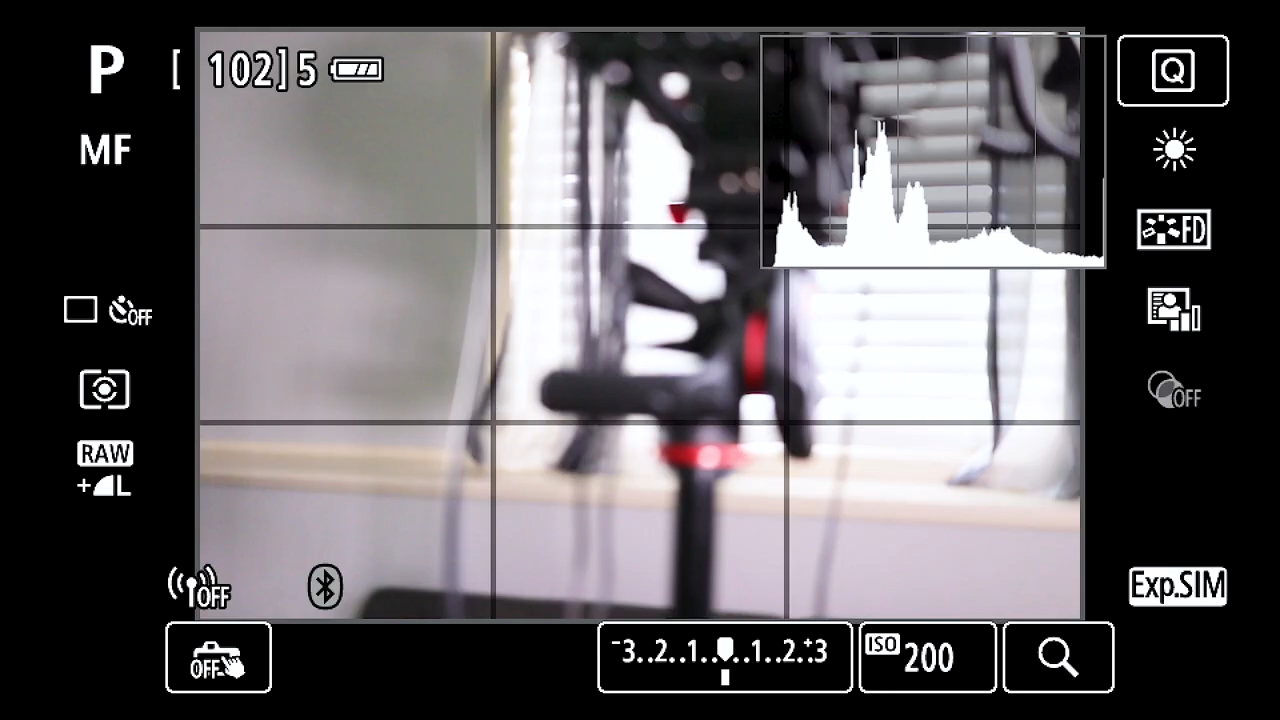 P [102] 5
Q
MF
FD
OFF
OFF
RAW
+L
OFF
Exp.SIM
OFF
-3..2..1..0..1..2..+3
ISO 200